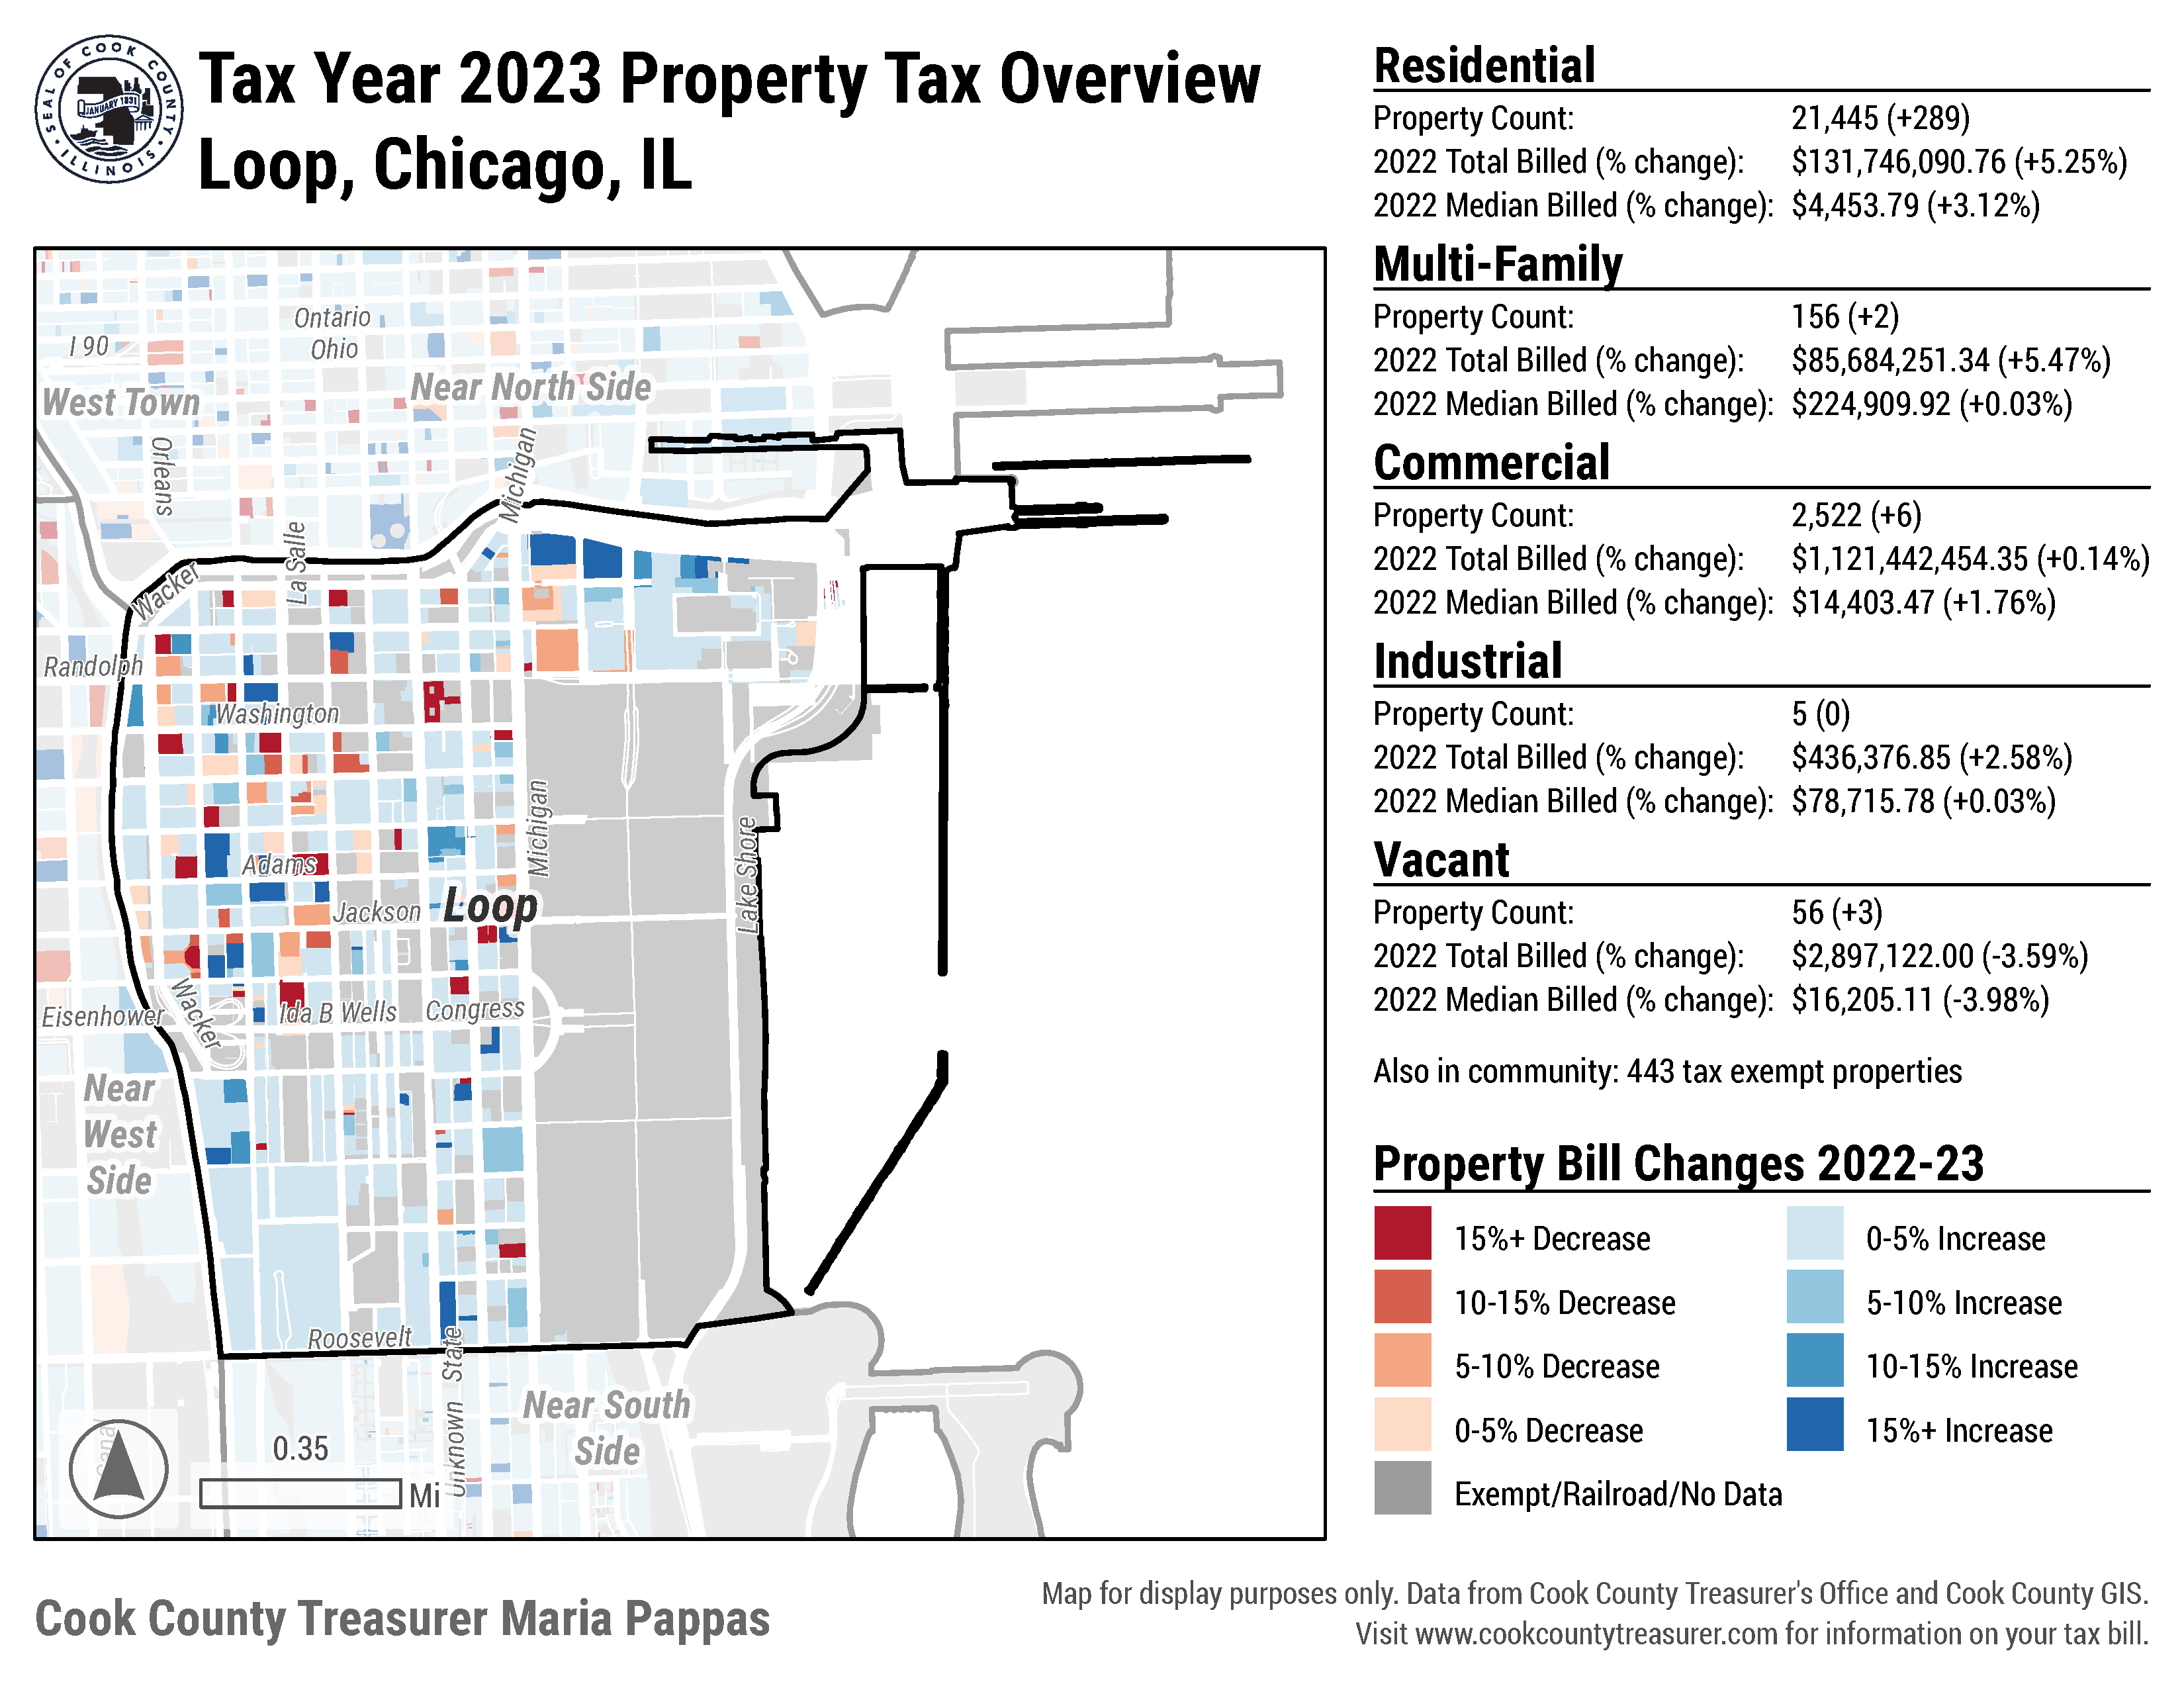 SEAL OF COOK COUNTY
JANUARY 1831
ILLINOIS
Tax Year 2023 Property Tax Overview
Loop, Chicago, IL
Ontario
Ohio
I 90
West Town
Near North Side
Orleans
Michigan
La Salle
Wacker
Randolph
Washington
Michigan
Adams
Lake Shore
Jackson
Loop
Wacker
Eisenhower
Ida B Wells
Congress
Near
West
Side
Roosevelt
State
Near South
Side
Unknown
0.35
Mi
Residential
Property Count: 21,445 (+289)
2022 Total Billed (% change): $131,746,090.76 (+5.25%)
2022 Median Billed (% change): $4,453.79 (+3.12%)
Multi-Family
Property Count: 156 (+2)
2022 Total Billed (% change): $85,684,251.34 (+5.47%)
2022 Median Billed (% change): $224,909.92 (+0.03%)
Commercial
Property Count: 2,522 (+6)
2022 Total Billed (% change): $1,121,442,454.35 (+0.14%)
2022 Median Billed (% change): $14,403.47 (+1.76%)
Industrial
Property Count: 5 (0)
2022 Total Billed (% change): $436,376.85 (+2.58%)
2022 Median Billed (% change): $78,715.78 (+0.03%)
Vacant
Property Count: 56 (+3)
2022 Total Billed (% change): $2,897,122.00 (-3.59%)
2022 Median Billed (% change): $16,205.11 (-3.98%)
Also in community: 443 tax exempt properties
Property Bill Changes 2022-23
15%+ Decrease
0-5% Increase
10-15% Decrease
5-10% Increase
5-10% Decrease
10-15% Increase
0-5% Decrease
15%+ Increase
Exempt/Railroad/No Data
Cook County Treasurer Maria Pappas
Map for display purposes only. Data from Cook County Treasurer's Office and Cook County GIS.
Visit www.cookcountytreasurer.com for information on your tax bill.